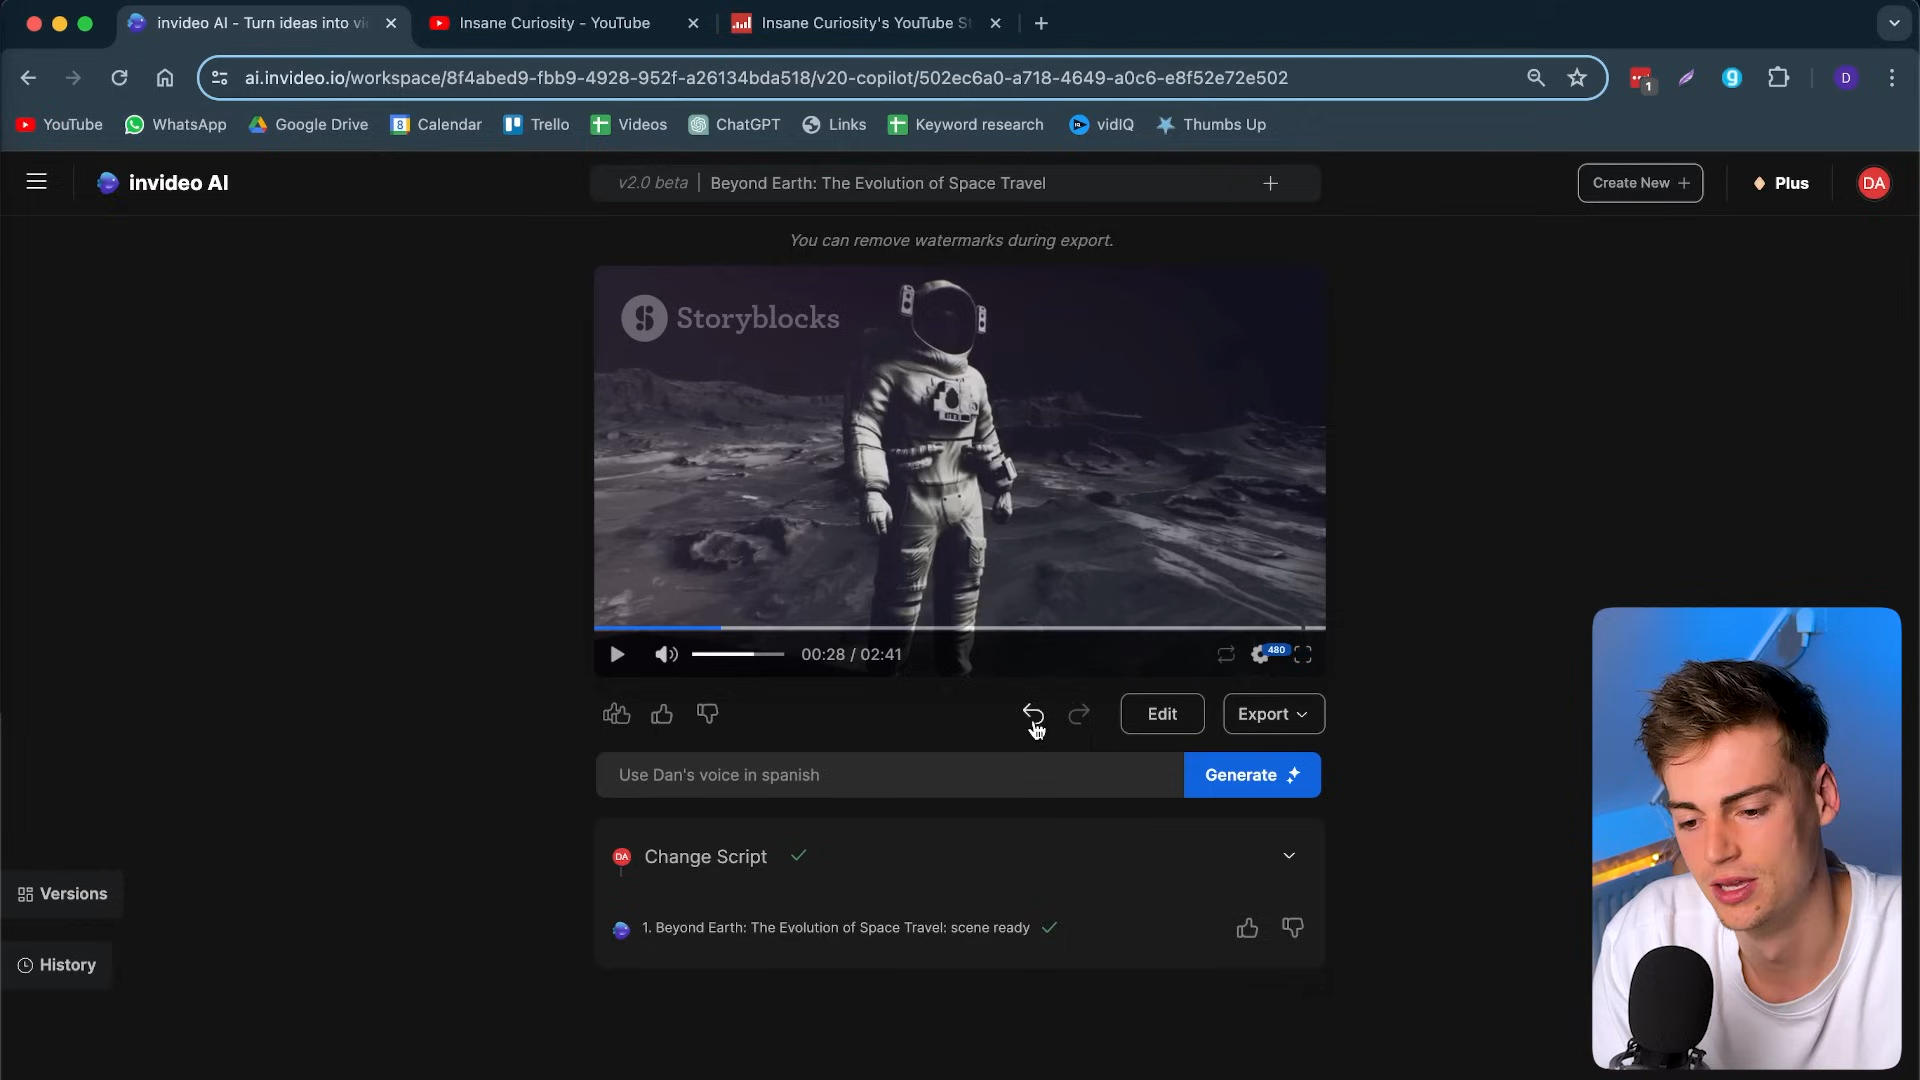 invideo AI - Turn ideas into vi
Insane Curiosity - YouTube
Insane Curiosity's YouTube St
ai.invideo.io/workspace/8f4abed9-fbb9-4928-952f-a26134bda518/v20-copilot/502ec6a0-a718-4649-a0c6-e8f52e72e502
1
g
D
YouTube
WhatsApp
Google Drive
8
Calendar
Trello
Videos
ChatGPT
Links
Keyword research
vidIQ
Thumbs Up
invideo AI
v2.0 beta | Beyond Earth: The Evolution of Space Travel
Create New +
Plus
DA
You can remove watermarks during export.
Storyblocks
00:28 / 02:41
480
Edit
Export
Use Dan's voice in spanish
Generate
DA
Change Script
1. Beyond Earth: The Evolution of Space Travel: scene ready
Versions
History